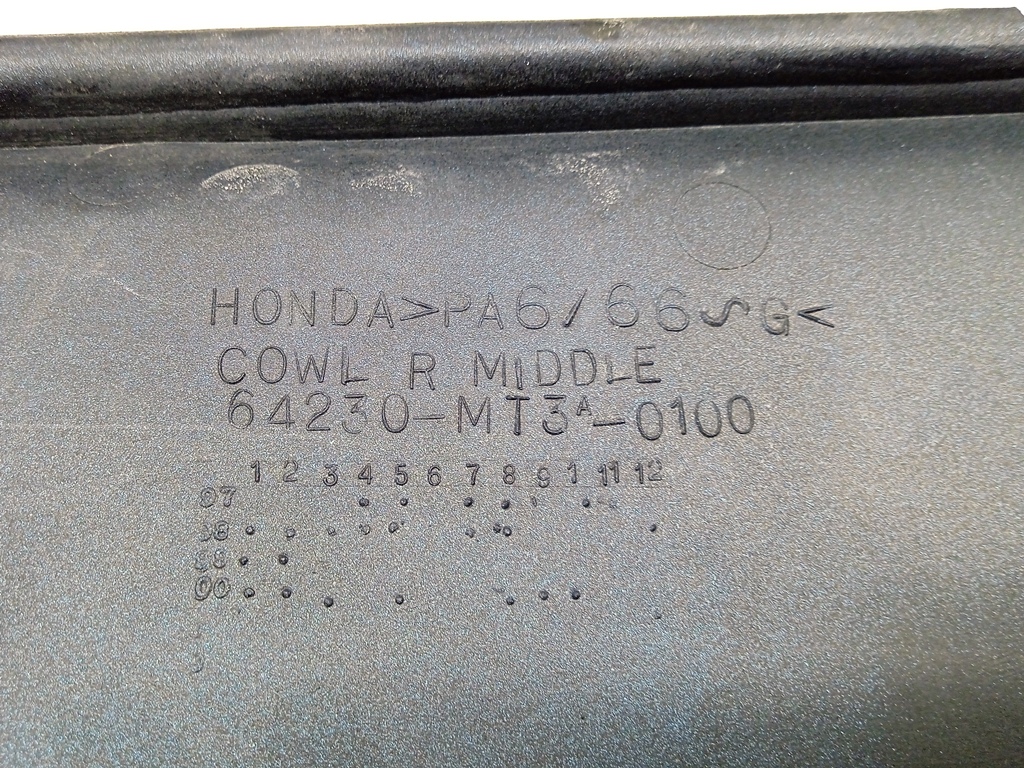 HONDA>PA6/66~G<
COWL R MIDDLE
64230-MT3A-0100
1 2 3 4 5 6 7 8 9 1 11 12
97
98
99
00